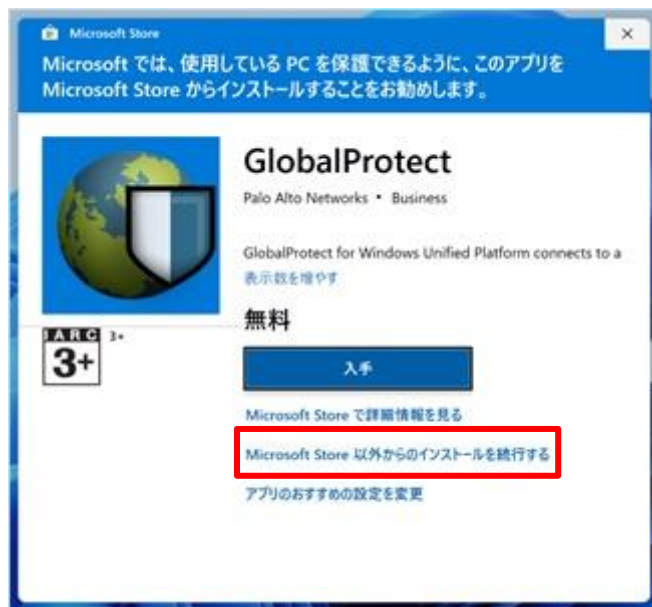 Microsoft Store
Microsoft では、使用している PC を保護できるように、このアプリを
Microsoft Store からインストールすることをお勧めします。
GlobalProtect
Palo Alto Networks • Business
GlobalProtect for Windows Unified Platform connects to a
表示数を増やす
無料
IARC
3+
3+
入手
Microsoft Store で詳細情報を見る
Microsoft Store 以外からのインストールを続行する
アプリのおすすめの設定を変更